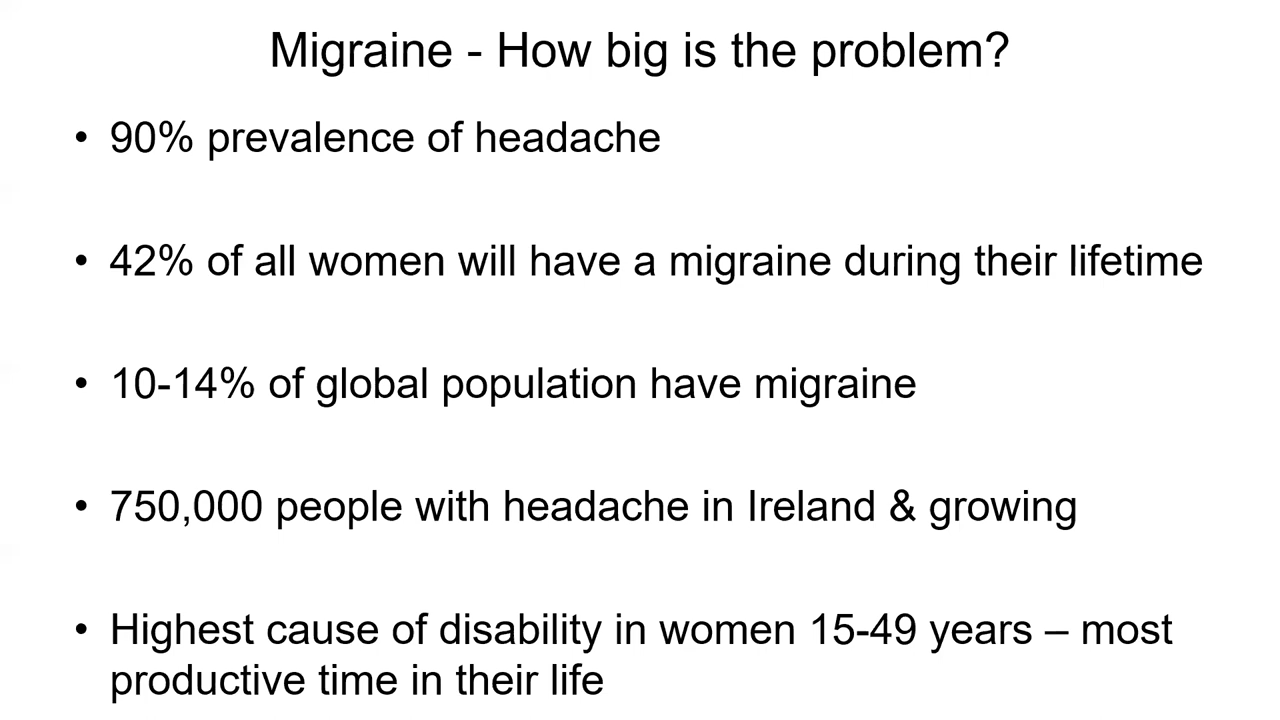 Migraine - How big is the problem?
• 90% prevalence of headache
• 42% of all women will have a migraine during their lifetime
• 10-14% of global population have migraine
• 750,000 people with headache in Ireland & growing
• Highest cause of disability in women 15-49 years – most
productive time in their life